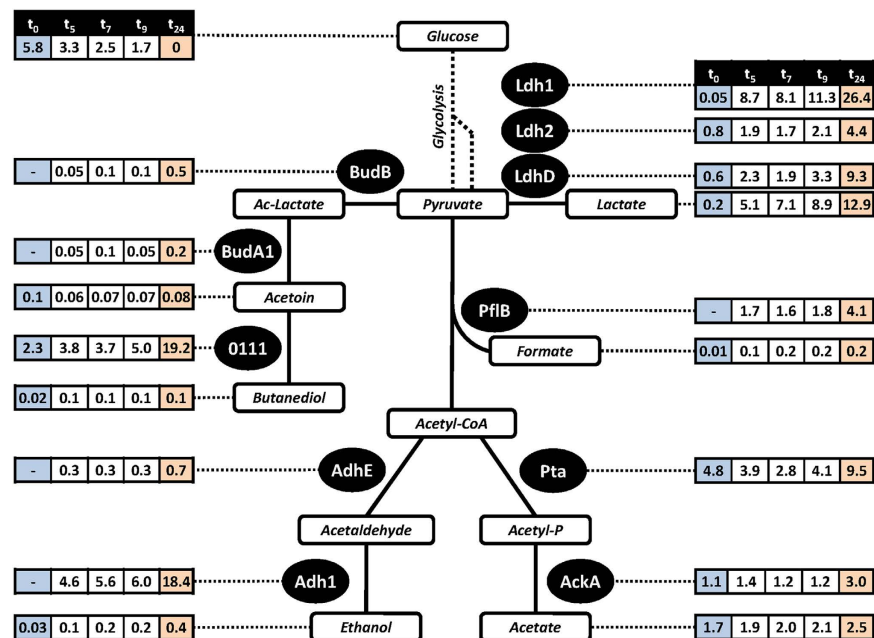 t0 t5 t7 t9 t24
5.8 3.3 2.5 1.7 0
Glucose
Glycolysis
Ldh1
t0 t5 t7 t9 t24
0.05 8.7 8.1 11.3 26.4
Ldh2
0.8 1.9 1.7 2.1 4.4
- 0.05 0.1 0.1 0.5
BudB
LdhD
0.6 2.3 1.9 3.3 9.3
Ac-Lactate
Pyruvate
Lactate
0.2 5.1 7.1 8.9 12.9
- 0.05 0.1 0.05 0.2
BudA1
0.1 0.06 0.07 0.07 0.08
Acetoin
PflB
- 1.7 1.6 1.8 4.1
2.3 3.8 3.7 5.0 19.2
0111
Formate
0.01 0.1 0.2 0.2 0.2
0.02 0.1 0.1 0.1 0.1
Butanediol
Acetyl-CoA
- 0.3 0.3 0.3 0.7
AdhE
Pta
4.8 3.9 2.8 4.1 9.5
Acetaldehyde
Acetyl-P
- 4.6 5.6 6.0 18.4
Adh1
AckA
1.1 1.4 1.2 1.2 3.0
0.03 0.1 0.2 0.2 0.4
Ethanol
Acetate
1.7 1.9 2.0 2.1 2.5